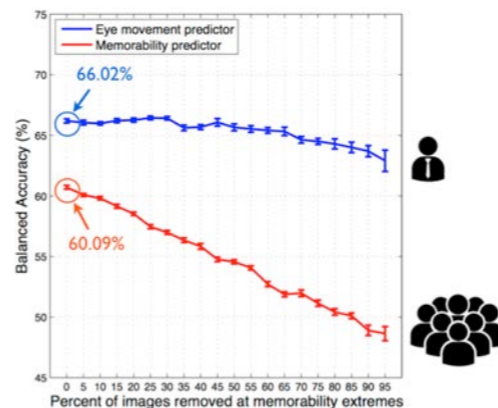 75
Eye movement predictor
Memorability predictor
66.02%
70
65
60
60.09%
55
50
45
Balanced Accuracy (%)
0 5 10 15 20 25 30 35 40 45 50 55 60 65 70 75 80 85 90 95
Percent of images removed at memorability extremes